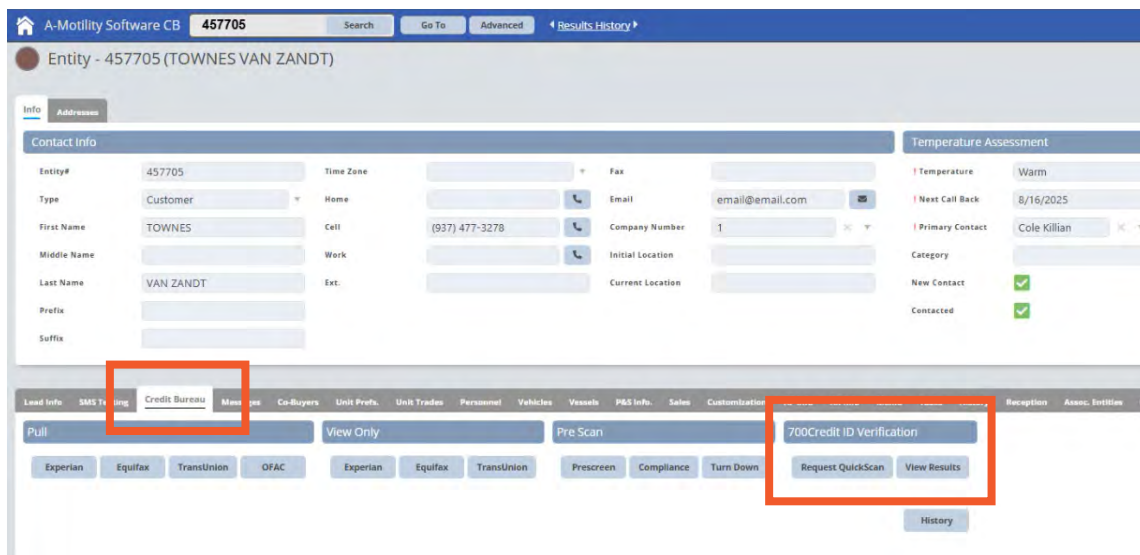 A-Motility Software CB 457705 Search Go To Advanced Results History
Entity - 457705 (TOWNES VAN ZANDT)
Info Addresses
Contact Info Temperature Assessment
Entity# 457705 Time Zone Fax ! Temperature Warm
Type Customer Home Email email@email.com ! Next Call Back 8/16/2025
First Name TOWNES Cell (937) 477-3278 Company Number 1 ! Primary Contact Cole Killian
Middle Name Work Initial Location Category
Last Name VAN ZANDT Ext. Current Location New Contact
Prefix Contacted
Suffix
Lead Info SMS Credit Bureau Co-Buyers Unit Prefs. Unit Trades Personnel Vehicles Vessels P&S Info. Sales Customization Reception Assoc. Entities
Pull View Only Pre Scan 700Credit ID Verification
Experian Equifax TransUnion OFAC Experian Equifax TransUnion Prescreen Compliance Turn Down Request QuickScan View Results
History